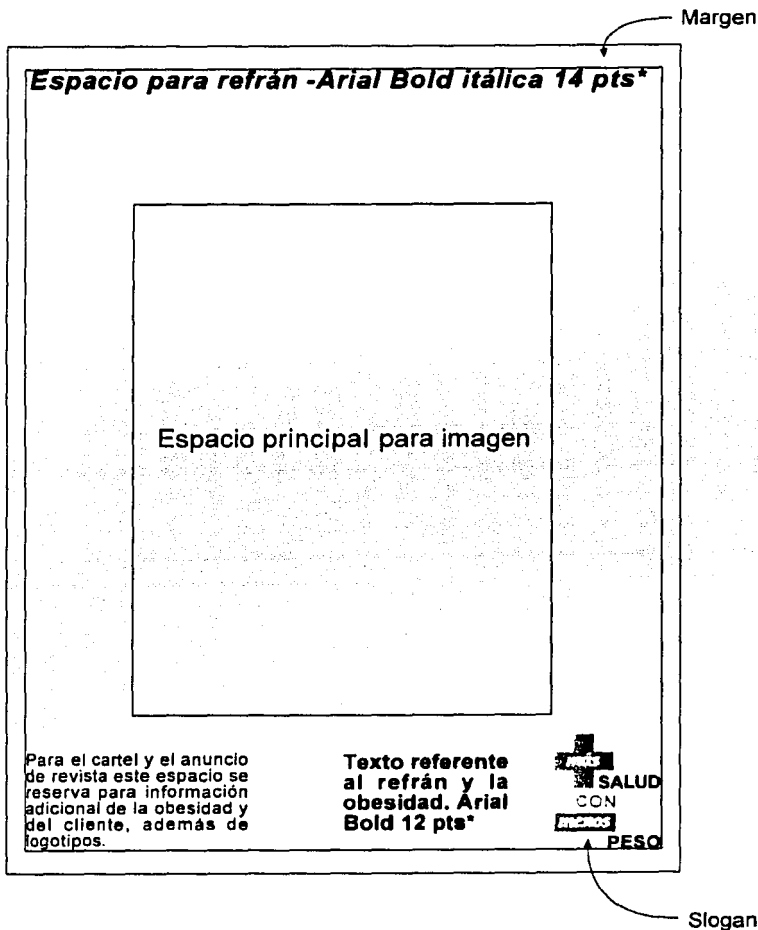 Margen
Espacio para refrán -Arial Bold itálica 14 pts*
Espacio principal para imagen
Para el cartel y el anuncio
de revista este espacio se
reserva para información
adicional de la obesidad y
del cliente, además de
logotipos.
Texto referente
al refrán y la
obesidad. Arial
Bold 12 pts*
más
SALUD
CON
menos
PESO
Slogan